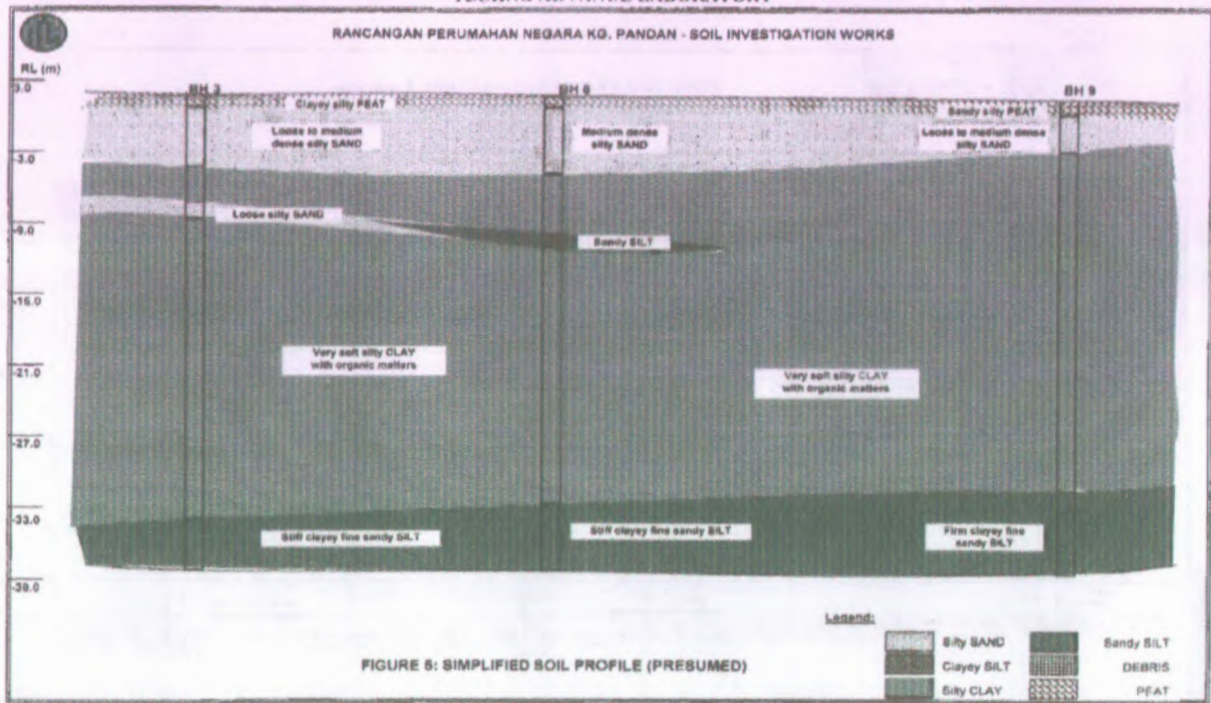 RANCANGAN PERUMAHAN NEGARA KG. PANDAN - SOIL INVESTIGATION WORKS
RL (m)
3.0
BH 3
BH 9
Clayey silty PEAT
Sandy silty PEAT
Loose to medium
dense silty SAND
Medium dense
silty SAND
Loose to medium dense
silty SAND
-3.0
Loose silty SAND
-9.0
Sandy SILT
-15.0
Very soft silty CLAY
with organic matters
-21.0
Very soft silty CLAY
with organic matters
-27.0
-33.0
Stiff clayey fine sandy SILT
Stiff clayey fine sandy SILT
Firm clayey fine
sandy SILT
-39.0
Legend:
Silty SAND
Sandy SILT
Clayey SILT
DEBRIS
Silty CLAY
PEAT
FIGURE 5: SIMPLIFIED SOIL PROFILE (PRESUMED)